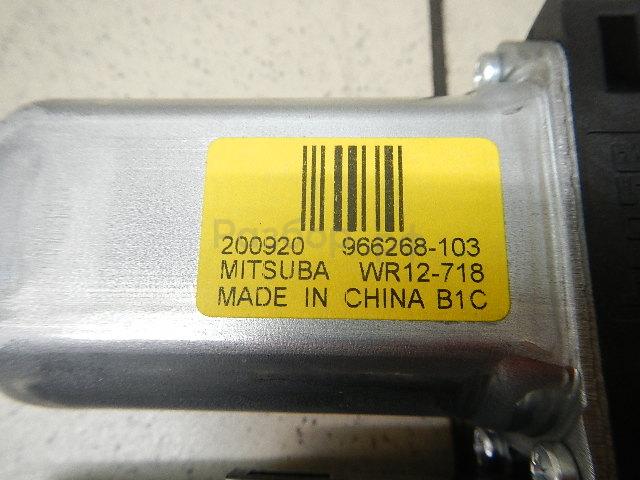 200920 966268-103
MITSUBA WR12-718
MADE IN CHINA B1C